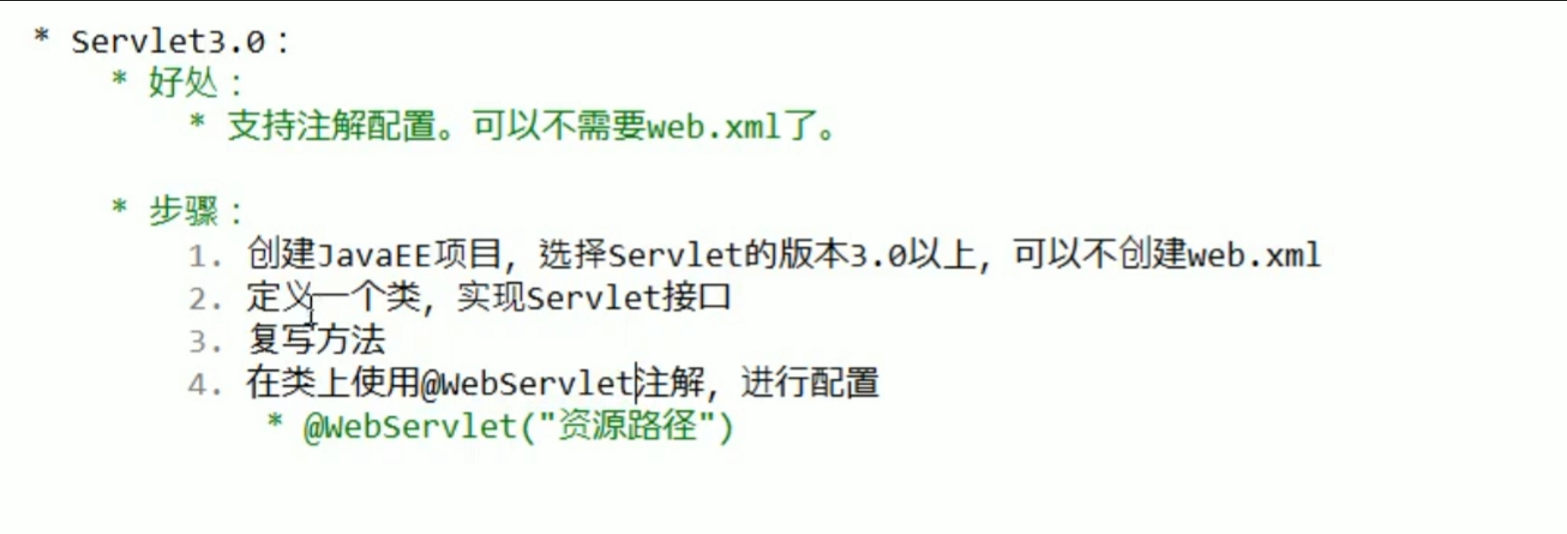 * Servlet3.0：
* 好处：
* 支持注解配置。可以不需要web.xml了。
* 步骤：
1. 创建JavaEE项目，选择Servlet的版本3.0以上，可以不创建web.xml
2. 定义一个类，实现Servlet接口
3. 复写方法
4. 在类上使用@WebServlet注解，进行配置
* @WebServlet("资源路径")